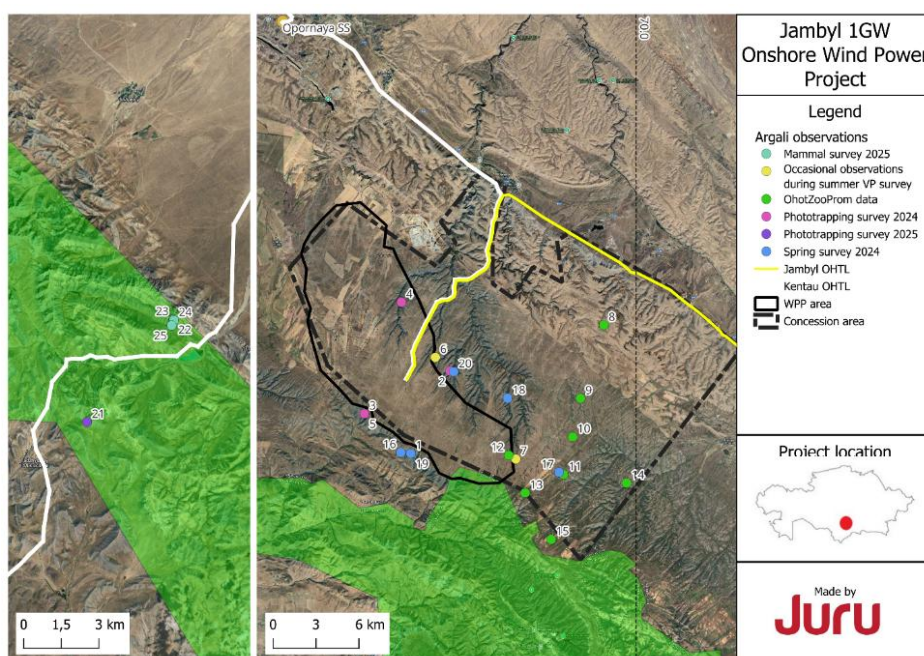 Opornaya SS
70.0
23
24
25
22
21
4
8
6
20
2
18
9
3
5
10
16
1
19
12
7
17
11
14
13
15
0 1,5 3 km
0 3 6 km
Jambyl 1GW
Onshore Wind Power
Project
Legend
Argali observations
Mammal survey 2025
Occasional observations
during summer VP survey
OhotZooProm data
Phototrapping survey 2024
Phototrapping survey 2025
Spring survey 2024
Jambyl OHTL
Kentau OHTL
WPP area
Concession area
Project location
Made by
Juru